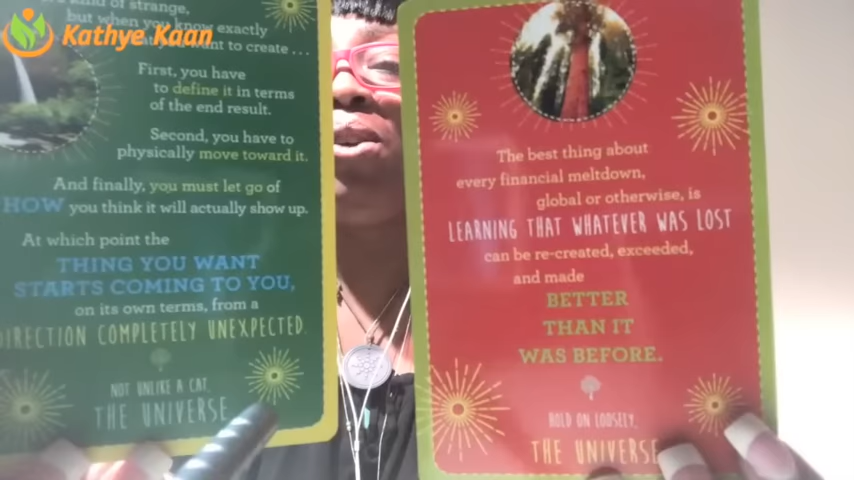 kind of strange,
but when you know exactly
what you want to create ...
First, you have
to define it in terms
of the end result.
Second, you have to
physically move toward it.
And finally, you must let go of
HOW you think it will actually show up.
At which point the
THING YOU WANT
STARTS COMING TO YOU,
on its own terms, from a
DIRECTION COMPLETELY UNEXPECTED.
NOT UNLIKE A CAT,
THE UNIVERSE
Kathye Kaan
The best thing about
every financial meltdown,
global or otherwise, is
LEARNING THAT WHATEVER WAS LOST
can be re-created, exceeded,
and made
BETTER
THAN IT
WAS BEFORE.
HOLD ON LOOSELY,
THE UNIVERSE